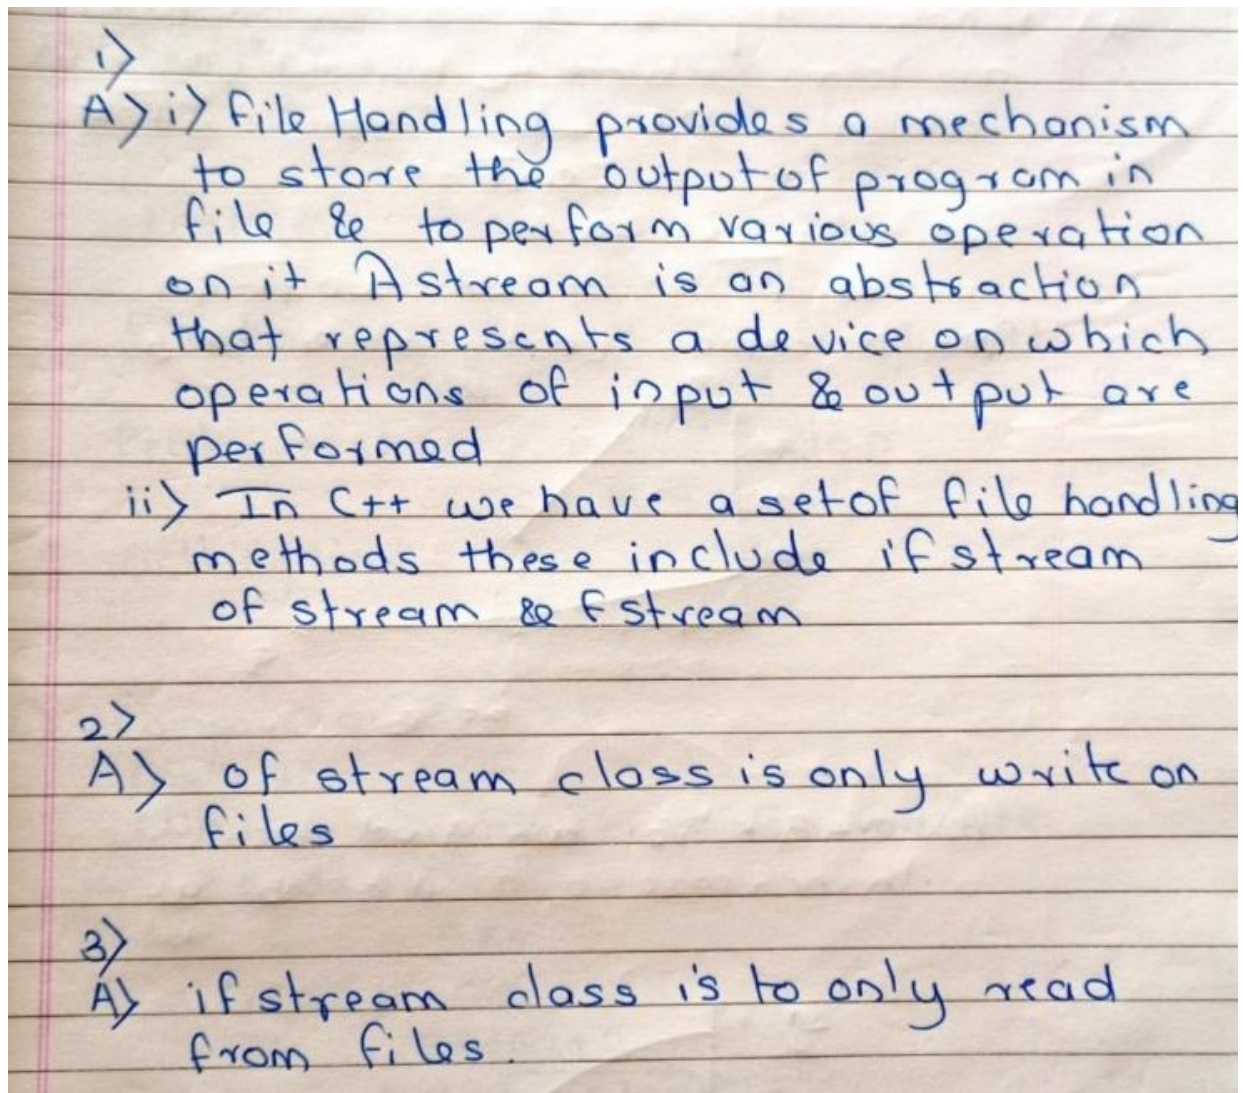 1)
A) i) File Handling provides a mechanism
to store the output of program in
file & to perform various operation
on it A stream is an abstraction
that represents a device on which
operations of input & output are
performed
ii) In C++ we have a set of file handling
methods these include if stream
of stream & f stream
2)
A) of stream class is only write on
files
3)
A) if stream class is to only read
from files.